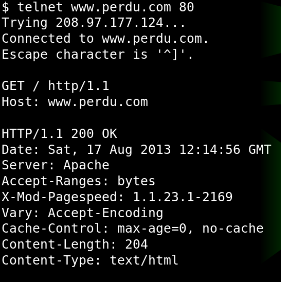 $ telnet www.perdu.com 80
Trying 208.97.177.124...
Connected to www.perdu.com.
Escape character is '^]'.
GET / http/1.1
Host: www.perdu.com
HTTP/1.1 200 OK
Date: Sat, 17 Aug 2013 12:14:56 GMT
Server: Apache
Accept-Ranges: bytes
X-Mod-Pagespeed: 1.1.23.1-2169
Vary: Accept-Encoding
Cache-Control: max-age=0, no-cache
Content-Length: 204
Content-Type: text/html